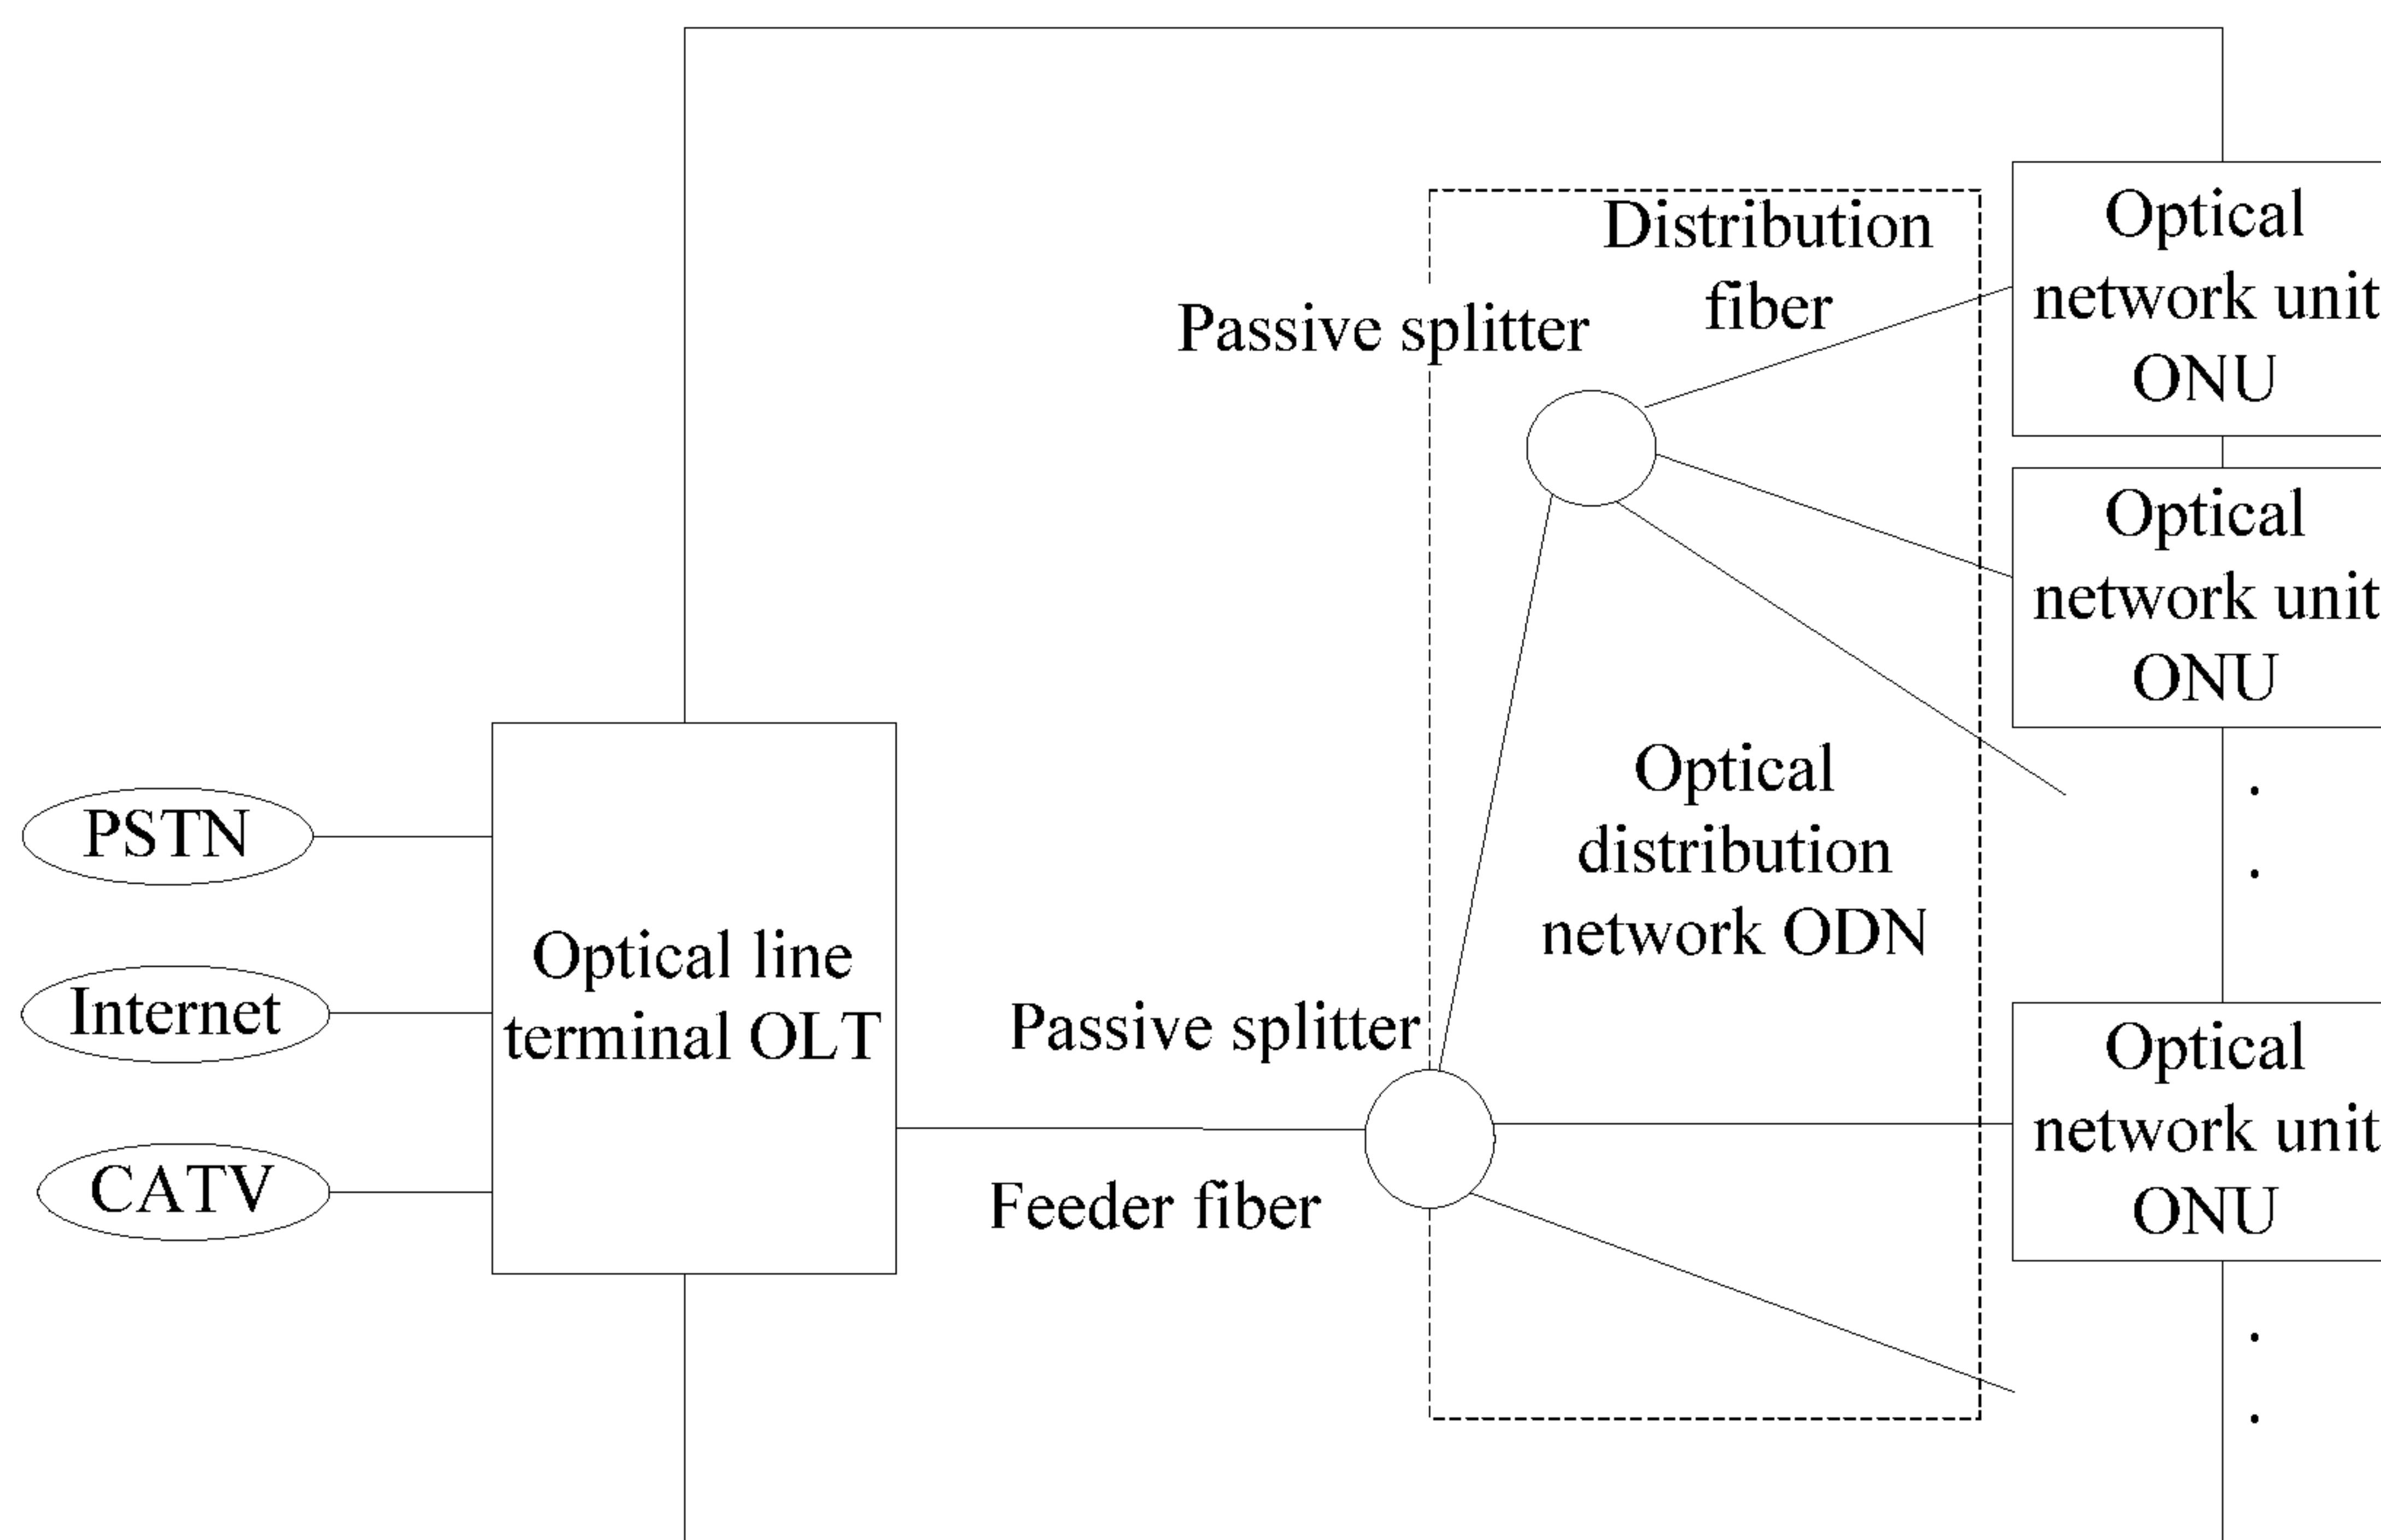 PSTN
Internet
CATV
Optical line
terminal OLT
Feeder fiber
Passive splitter
Passive splitter
Distribution
fiber
Optical
distribution
network ODN
Optical
network unit
ONU
Optical
network unit
ONU
Optical
network unit
ONU